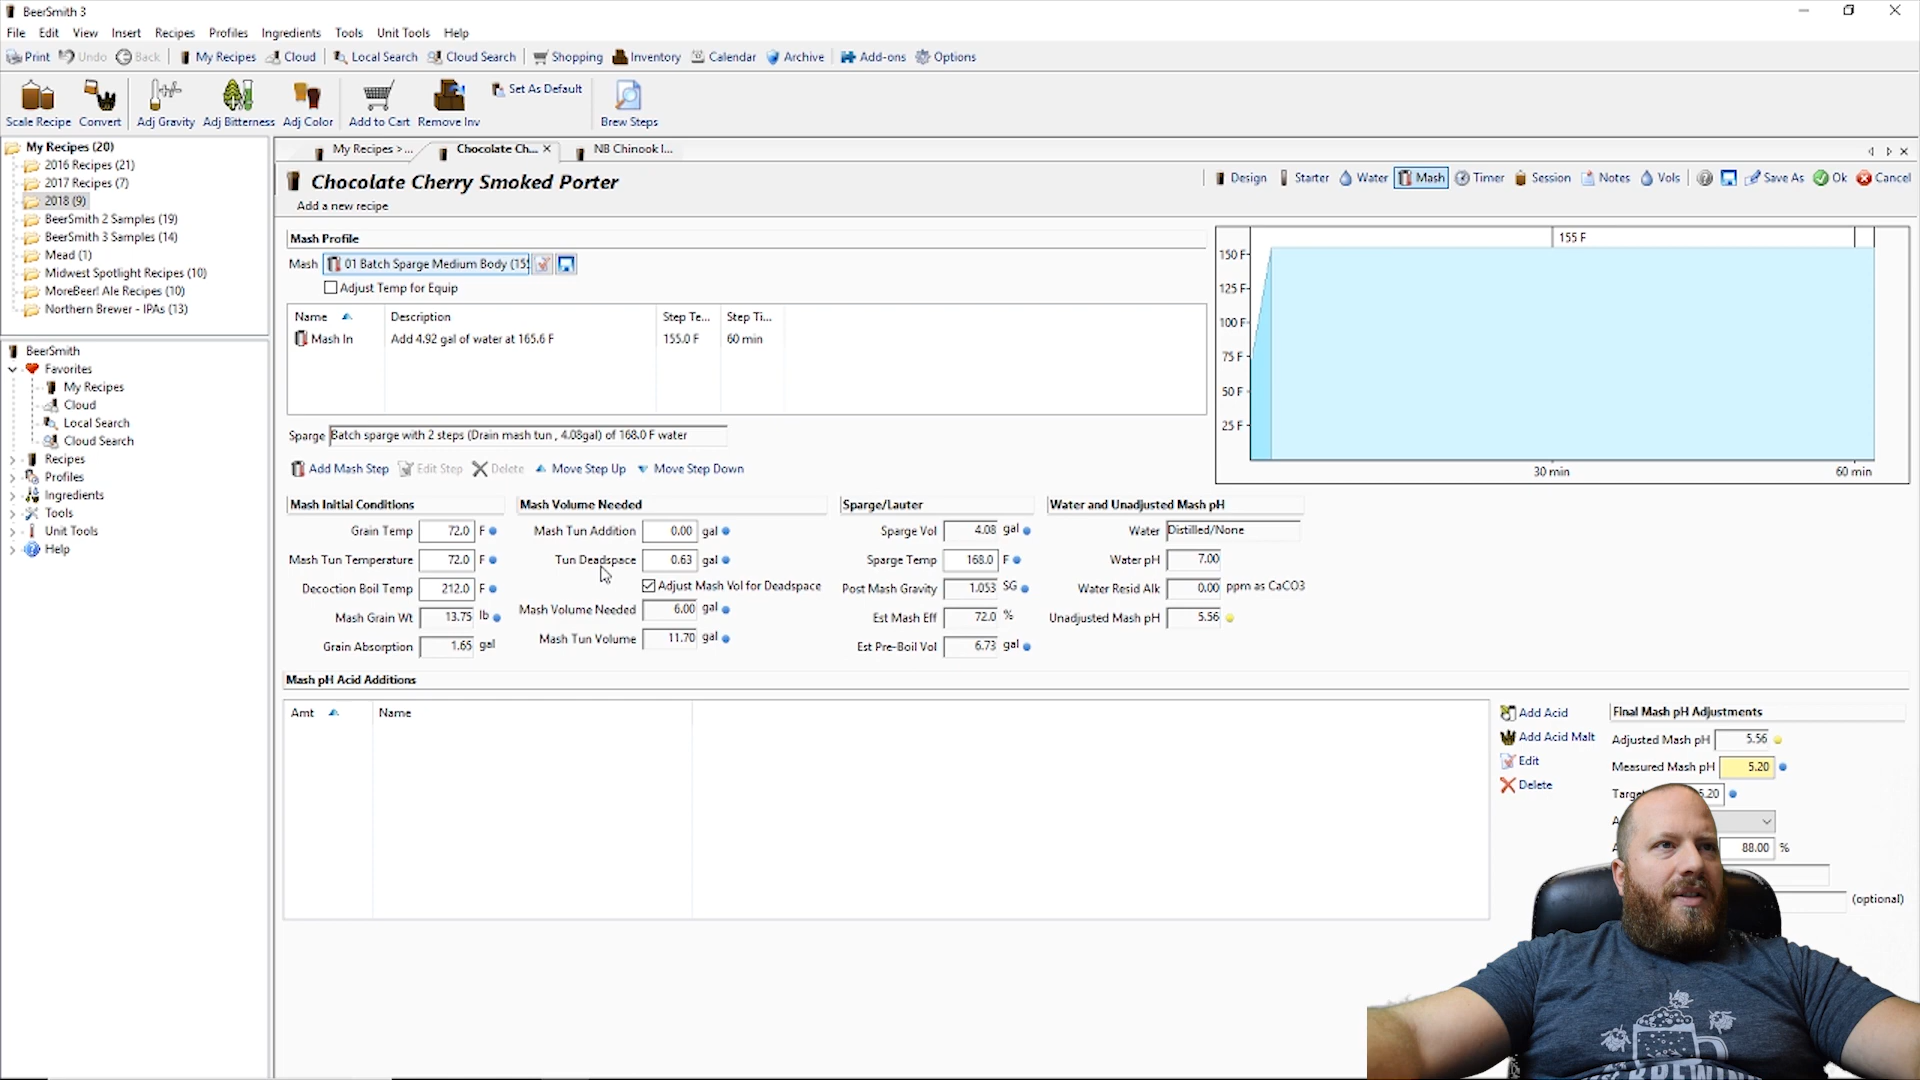 BeerSmith 3
File Edit View Insert Recipes Profiles Ingredients Tools Unit Tools Help
Print Undo Back My Recipes Cloud Local Search Cloud Search Shopping Inventory Calendar Archive Add-ons Options
Set As Default
Scale Recipe Convert Adj Gravity Adj Bitterness Adj Color Add to Cart Remove Inv Brew Steps
My Recipes (20)
2016 Recipes (21)
2017 Recipes (7)
2018 (9)
BeerSmith 2 Samples (19)
BeerSmith 3 Samples (14)
Mead (1)
Midwest Spotlight Recipes (10)
MoreBeer! Ale Recipes (10)
Northern Brewer - IPAs (13)
BeerSmith
Favorites
My Recipes
Cloud
Local Search
Cloud Search
Recipes
Profiles
Ingredients
Tools
Unit Tools
Help
My Recipes >... Chocolate Ch... NB Chinook I...
Chocolate Cherry Smoked Porter
Design Starter Water Mash Timer Session Notes Vols Save As Ok Cancel
Add a new recipe
Mash Profile
Mash 01 Batch Sparge Medium Body (15
Adjust Temp for Equip
Name Description Step Te... Step Ti...
Mash In Add 4.92 gal of water at 165.6 F 155.0 F 60 min
Sparge Batch sparge with 2 steps (Drain mash tun , 4.08gal) of 168.0 F water
Add Mash Step Edit Step Delete Move Step Up Move Step Down
155 F
150 F
125 F
100 F
75 F
50 F
25 F
30 min 60 min
Mash Initial Conditions
Grain Temp 72.0 F
Mash Tun Temperature 72.0 F
Decoction Boil Temp 212.0 F
Mash Grain Wt 13.75 lb
Grain Absorption 1.65 gal
Mash Volume Needed
Mash Tun Addition 0.00 gal
Tun Deadspace 0.63 gal
Adjust Mash Vol for Deadspace
Mash Volume Needed 6.00 gal
Mash Tun Volume 11.70 gal
Sparge/Lauter
Sparge Vol 4.08 gal
Sparge Temp 168.0 F
Post Mash Gravity 1.053 SG
Est Mash Eff 72.0 %
Est Pre-Boil Vol 6.73 gal
Water and Unadjusted Mash pH
Water Distilled/None
Water pH 7.00
Water Resid Alk 0.00 ppm as CaCO3
Unadjusted Mash pH 5.56
Mash pH Acid Additions
Amt Name
Add Acid
Add Acid Malt
Edit
Delete
Final Mash pH Adjustments
Adjusted Mash pH 5.56
Measured Mash pH 5.20
88.00 %
(optional)